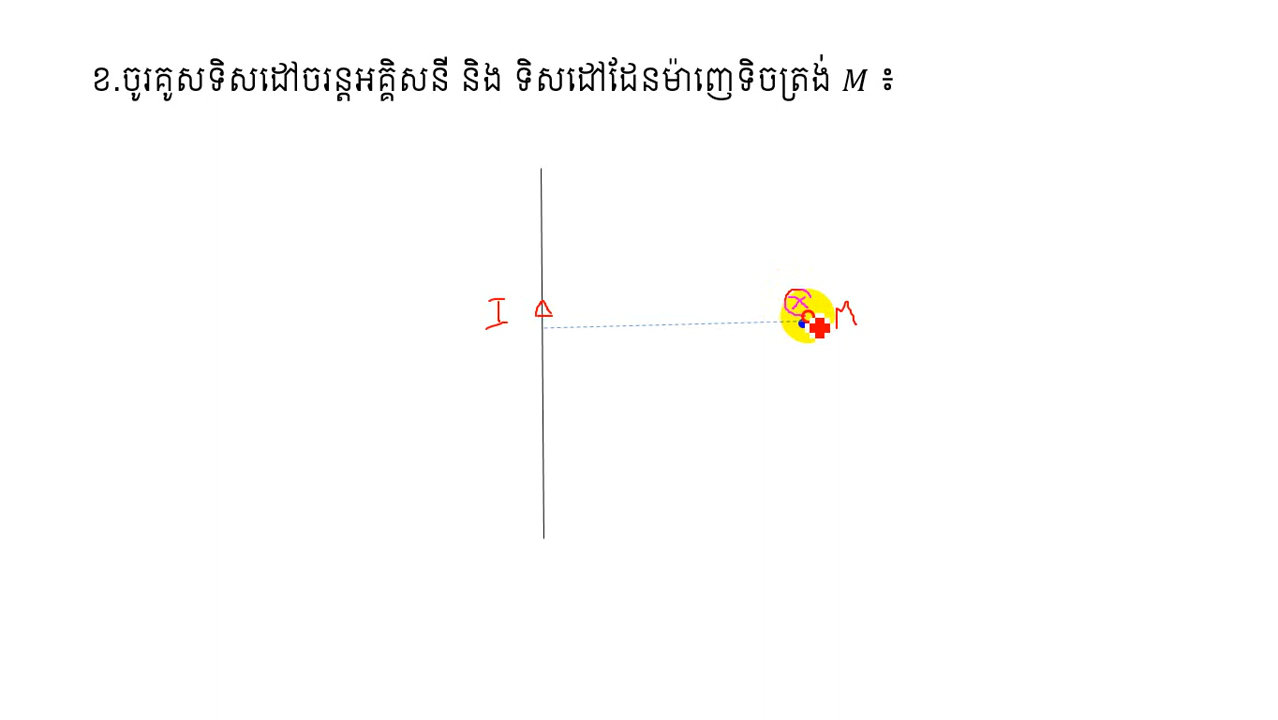 ខ.ចូរគូសទិសដៅចរន្តអគ្គិសនី និង ទិសដៅដែនម៉ាញេទិចត្រង់ M ៖
I M